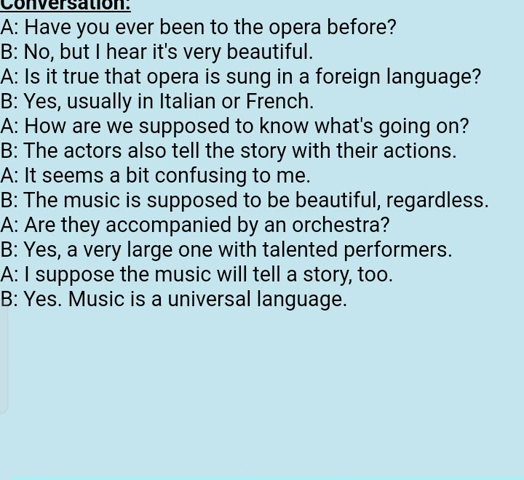 Conversation:
A: Have you ever been to the opera before?
B: No, but I hear it's very beautiful.
A: Is it true that opera is sung in a foreign language?
B: Yes, usually in Italian or French.
A: How are we supposed to know what's going on?
B: The actors also tell the story with their actions.
A: It seems a bit confusing to me.
B: The music is supposed to be beautiful, regardless.
A: Are they accompanied by an orchestra?
B: Yes, a very large one with talented performers.
A: I suppose the music will tell a story, too.
B: Yes. Music is a universal language.